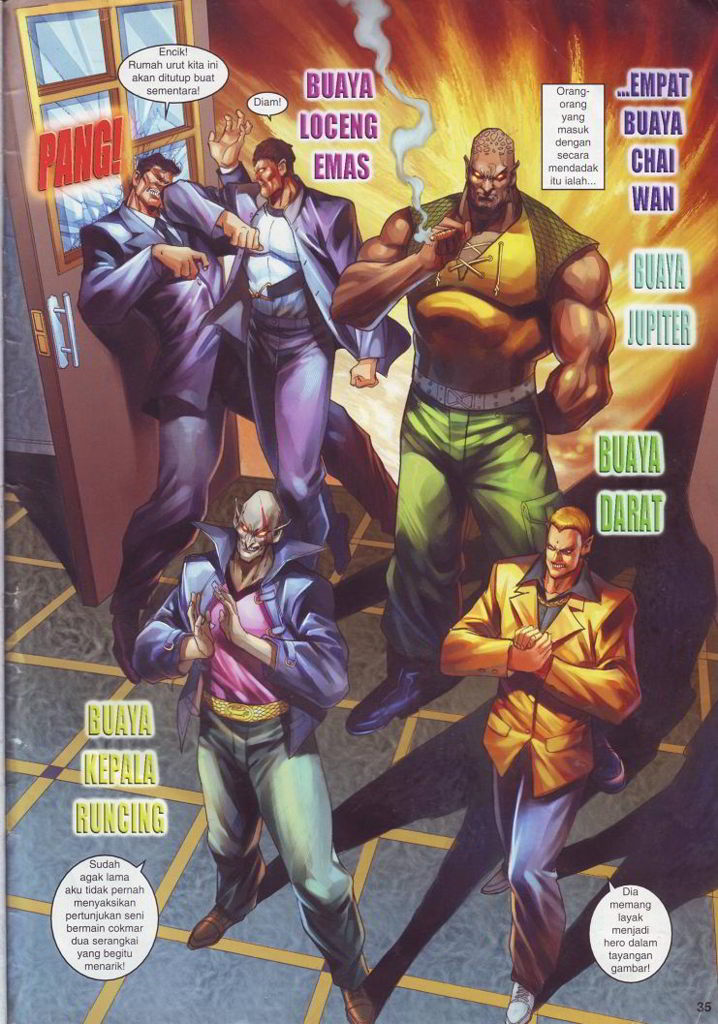 Encik!
Rumah urut kita ini
akan ditutup buat
sementara!
Diam!
PANG!
BUAYA
LOCENG
EMAS
Orang-
orang
yang
masuk
dengan
secara
mendadak
itu ialah...
...EMPAT
BUAYA
CHAI
WAN
BUAYA
JUPITER
BUAYA
DARAT
BUAYA
KEPALA
RUNCING
Sudah
agak lama
aku tidak pernah
menyaksikan
pertunjukan seni
bermain cokmar
dua serangkai
yang begitu
menarik!
Dia
memang
layak
menjadi
hero dalam
tayangan
gambar!
35